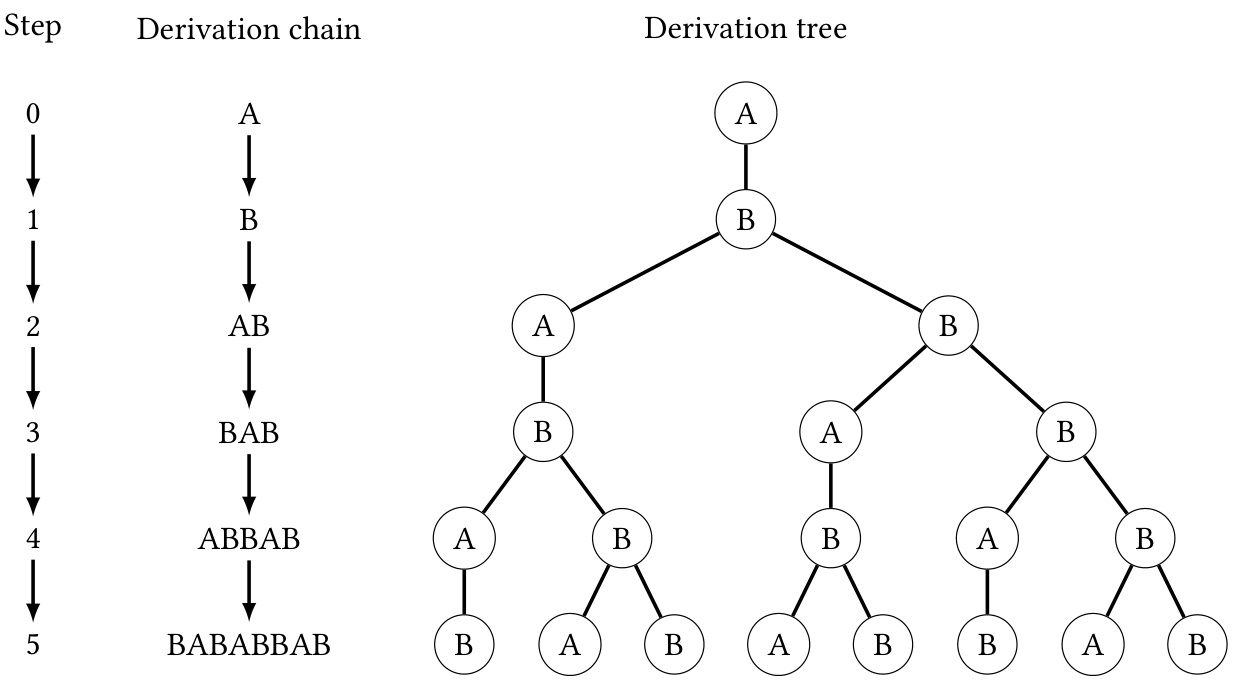 Step Derivation chain Derivation tree
0 A A
1 B B
2 AB A B
3 BAB B A B
4 ABBAB A B B A B
5 BABABBAB B A B A B B A B